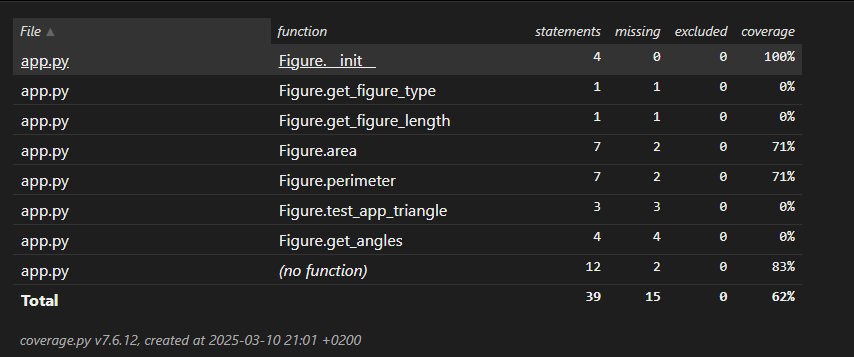 File ▲ function statements missing excluded coverage
app.py Figure.__init__ 4 0 0 100%
app.py Figure.get_figure_type 1 1 0 0%
app.py Figure.get_figure_length 1 1 0 0%
app.py Figure.area 7 2 0 71%
app.py Figure.perimeter 7 2 0 71%
app.py Figure.test_app_triangle 3 3 0 0%
app.py Figure.get_angles 4 4 0 0%
app.py (no function) 12 2 0 83%
Total 39 15 0 62%
coverage.py v7.6.12, created at 2025-03-10 21:01 +0200